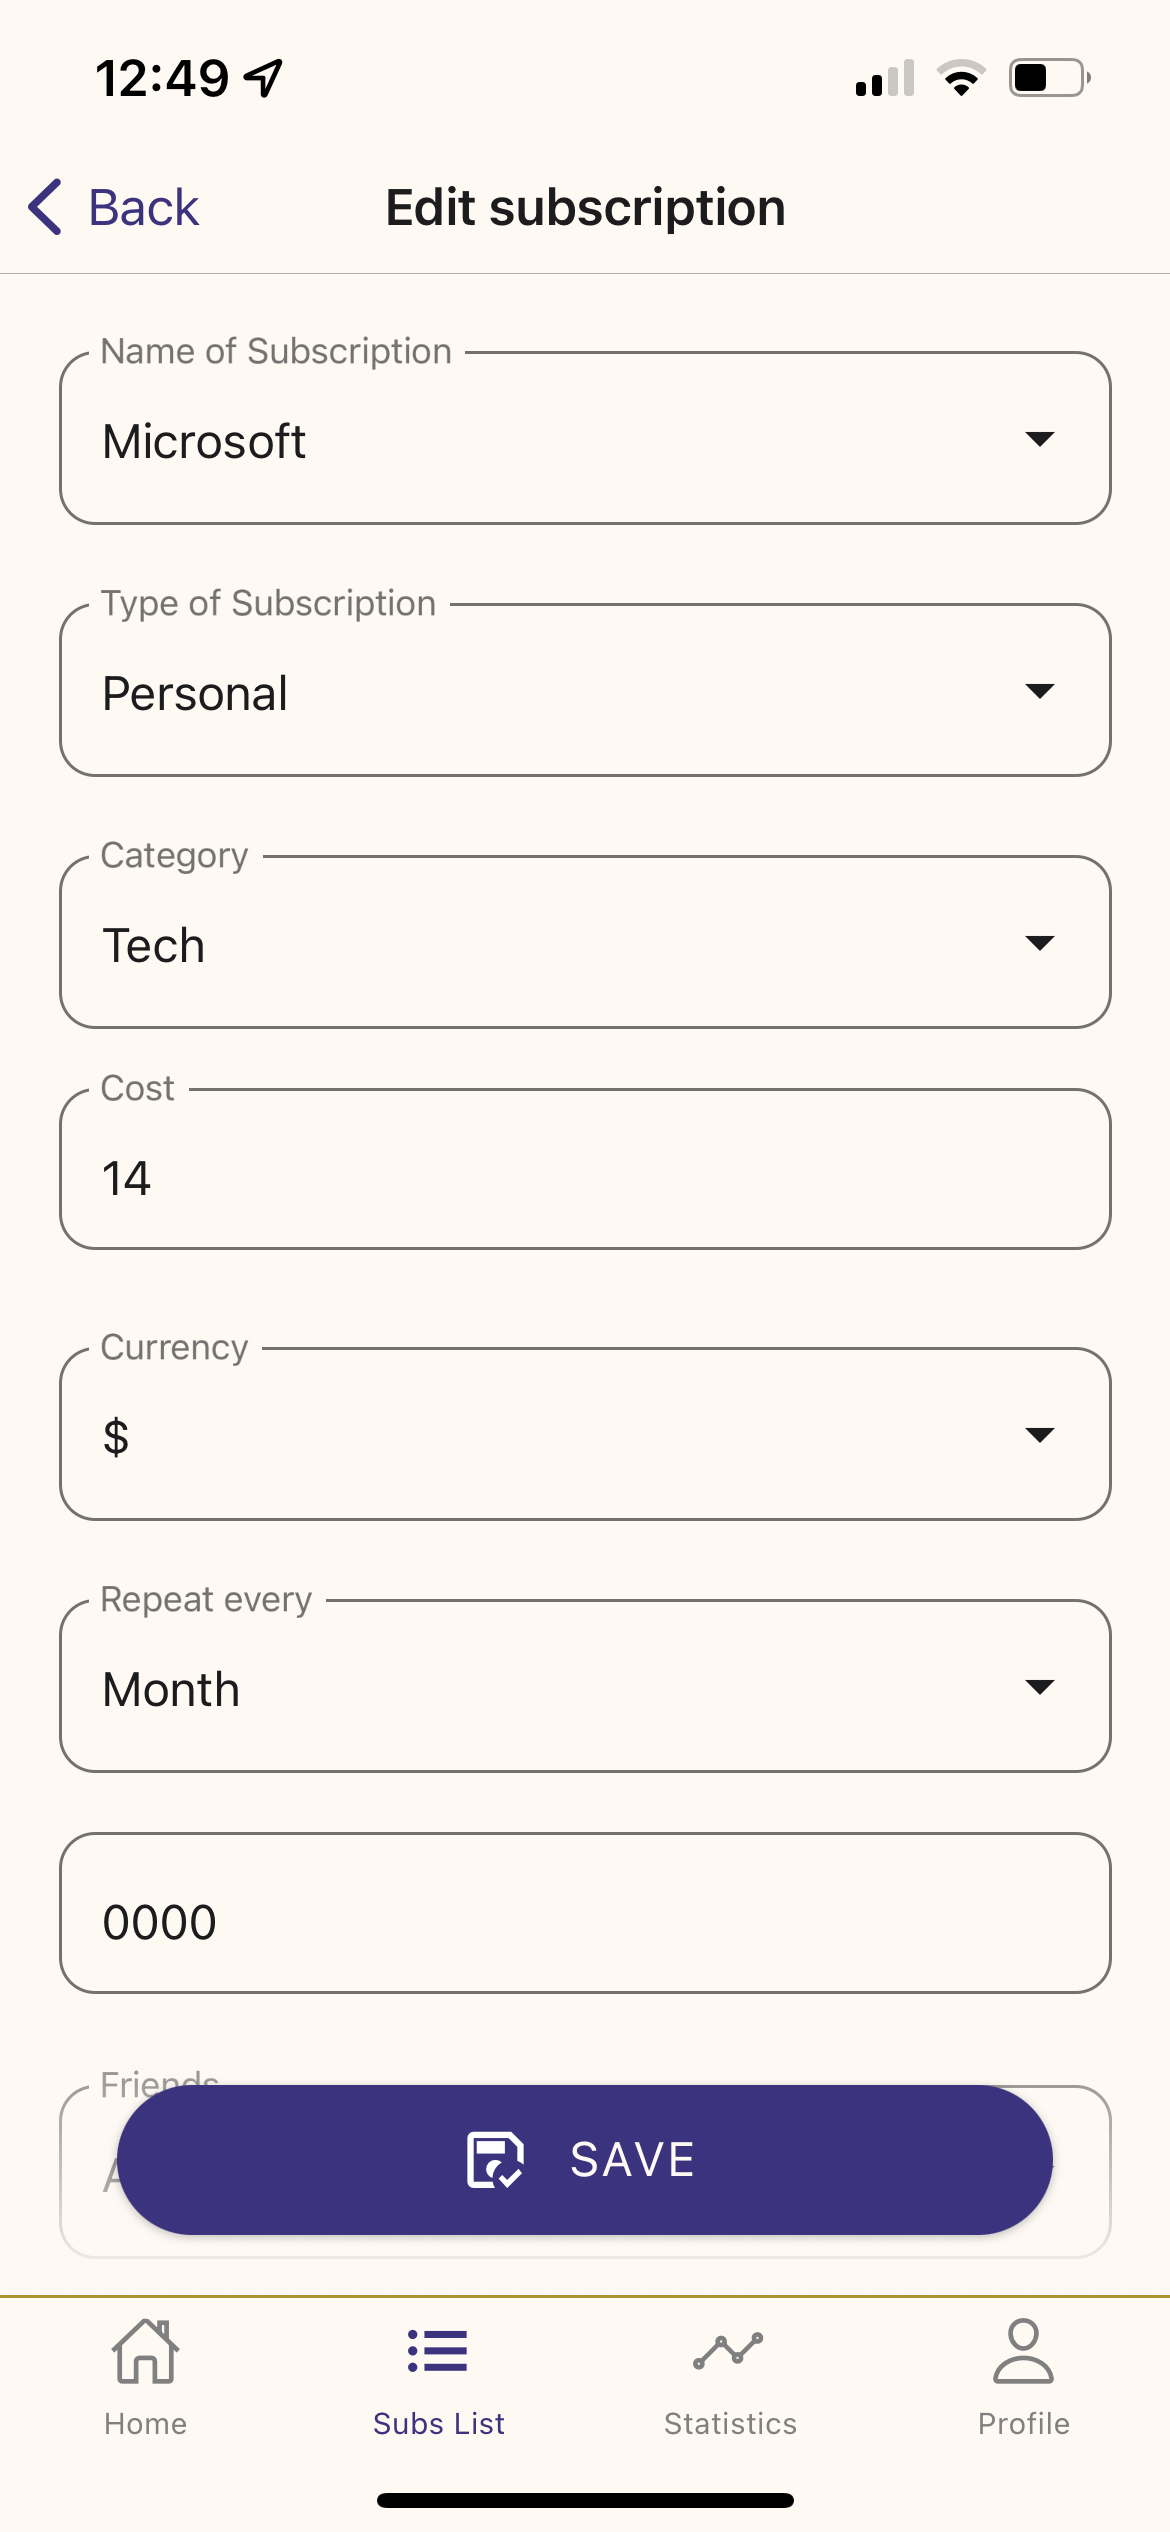 12:49
Back
Edit subscription
Name of Subscription
Microsoft
Type of Subscription
Personal
Category
Tech
Cost
14
Currency
$
Repeat every
Month
0000
Friends
SAVE
Home
Subs List
Statistics
Profile